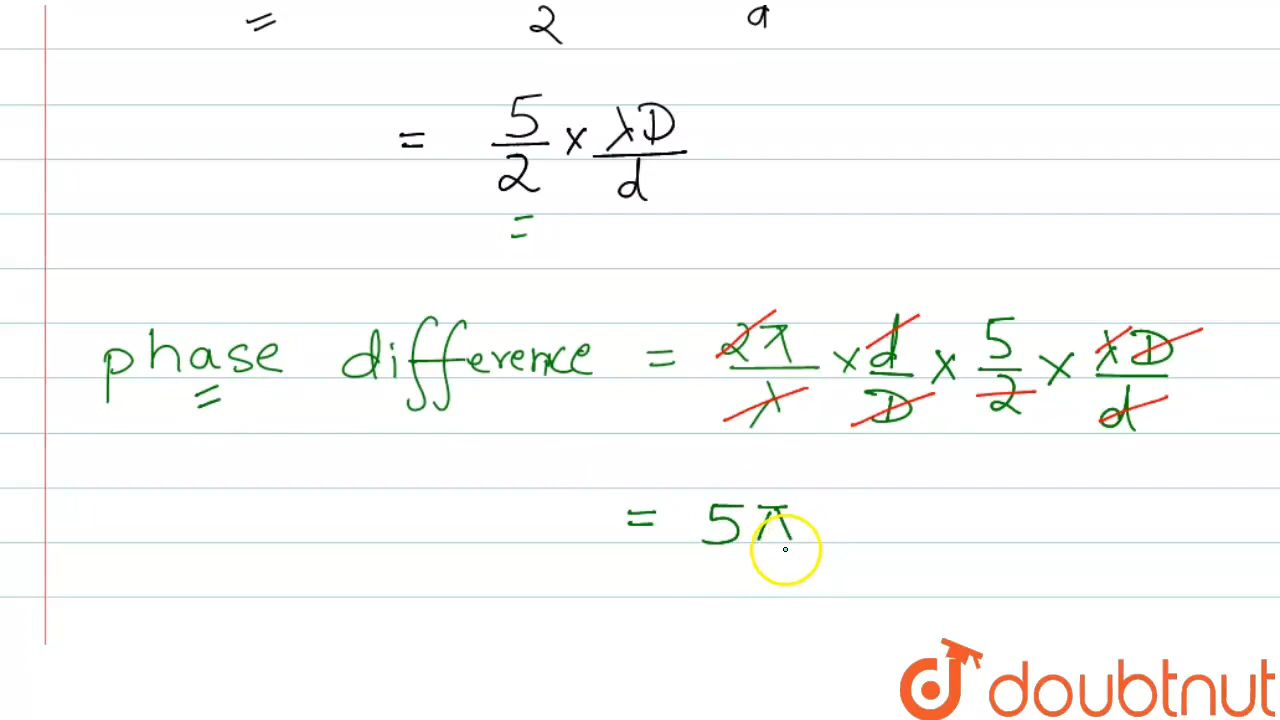 = 2 d
= 5/2 × λD/d
=
phase difference = 2π/λ × d/D × 5/2 × λD/d
=
= 5π
doubtnut